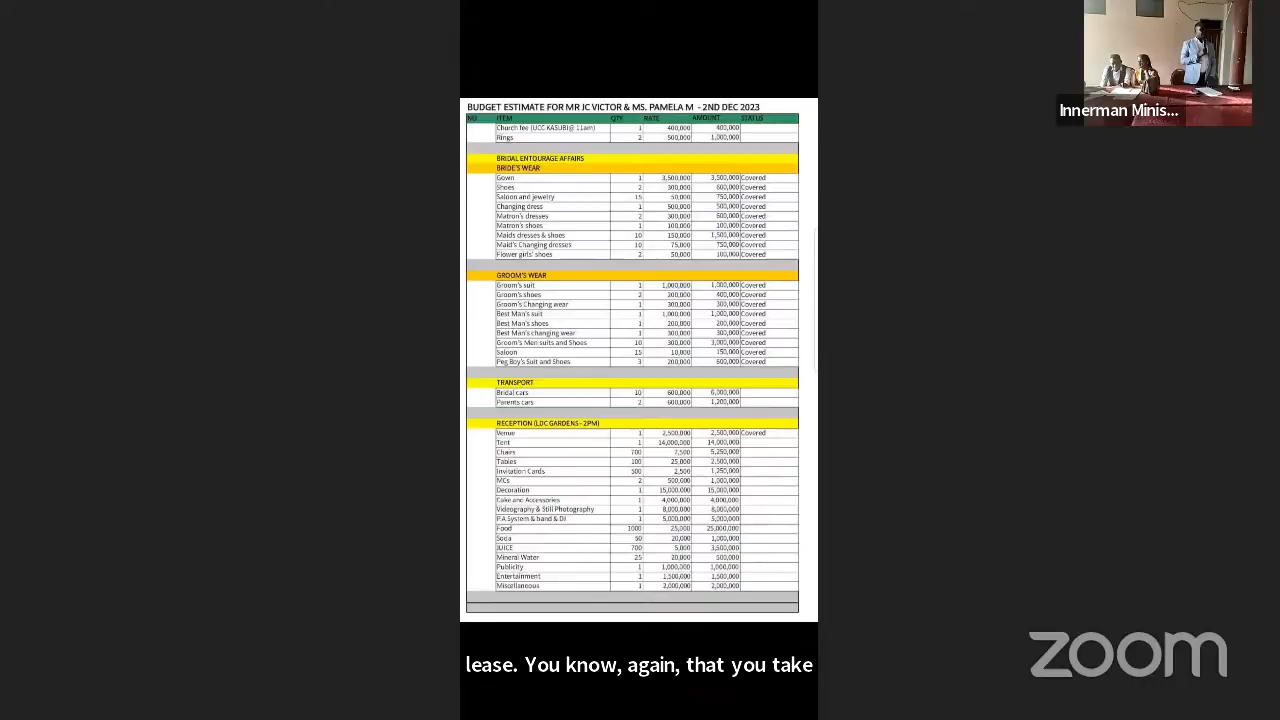 Innerman Minis...
BUDGET ESTIMATE FOR MR JC VICTOR & MS. PAMELA M - 2ND DEC 2023
NO ITEM QTY RATE AMOUNT STATUS
Church fee (UCC KASUBI@ 11am) 1 400,000 400,000
Rings 2 500,000 1,000,000
BRIDAL ENTOURAGE AFFAIRS
BRIDE'S WEAR
Gown 1 3,500,000 3,500,000 Covered
Shoes 2 300,000 600,000 Covered
Saloon and jewelry 15 50,000 750,000 Covered
Changing dress 1 500,000 500,000 Covered
Matron's dresses 2 300,000 600,000 Covered
Matron's shoes 1 100,000 100,000 Covered
Maids dresses & shoes 10 150,000 1,500,000 Covered
Maid's Changing dresses 10 75,000 750,000 Covered
Flower girls' shoes 2 50,000 100,000 Covered
GROOM'S WEAR
Groom's suit 1 1,000,000 1,000,000 Covered
Groom's shoes 2 200,000 400,000 Covered
Groom's Changing wear 1 300,000 300,000 Covered
Best Man's suit 1 1,000,000 1,000,000 Covered
Best Man's shoes 1 200,000 200,000 Covered
Best Man's changing wear 1 300,000 300,000 Covered
Groom's Men suits and Shoes 10 300,000 3,000,000 Covered
Saloon 15 10,000 150,000 Covered
Peg Boy's Suit and Shoes 3 200,000 600,000 Covered
TRANSPORT
Bridal cars 10 600,000 6,000,000
Parents cars 2 600,000 1,200,000
RECEPTION (LDC GARDENS - 2PM)
Venue 1 2,500,000 2,500,000 Covered
Tent 1 14,000,000 14,000,000
Chairs 700 7,500 5,250,000
Tables 100 25,000 2,500,000
Invitation Cards 500 2,500 1,250,000
MCs 2 500,000 1,000,000
Decoration 1 15,000,000 15,000,000
Cake and Accessories 1 4,000,000 4,000,000
Videography & Still Photography 1 8,000,000 8,000,000
P.A System & band & DJ 1 5,000,000 5,000,000
Food 1000 25,000 25,000,000
Soda 50 20,000 1,000,000
JUICE 700 5,000 3,500,000
Mineral Water 25 20,000 500,000
Publicity 1 1,000,000 1,000,000
Entertainment 1 1,500,000 1,500,000
Miscellaneous 1 2,000,000 2,000,000
lease. You know, again, that you take
zoom